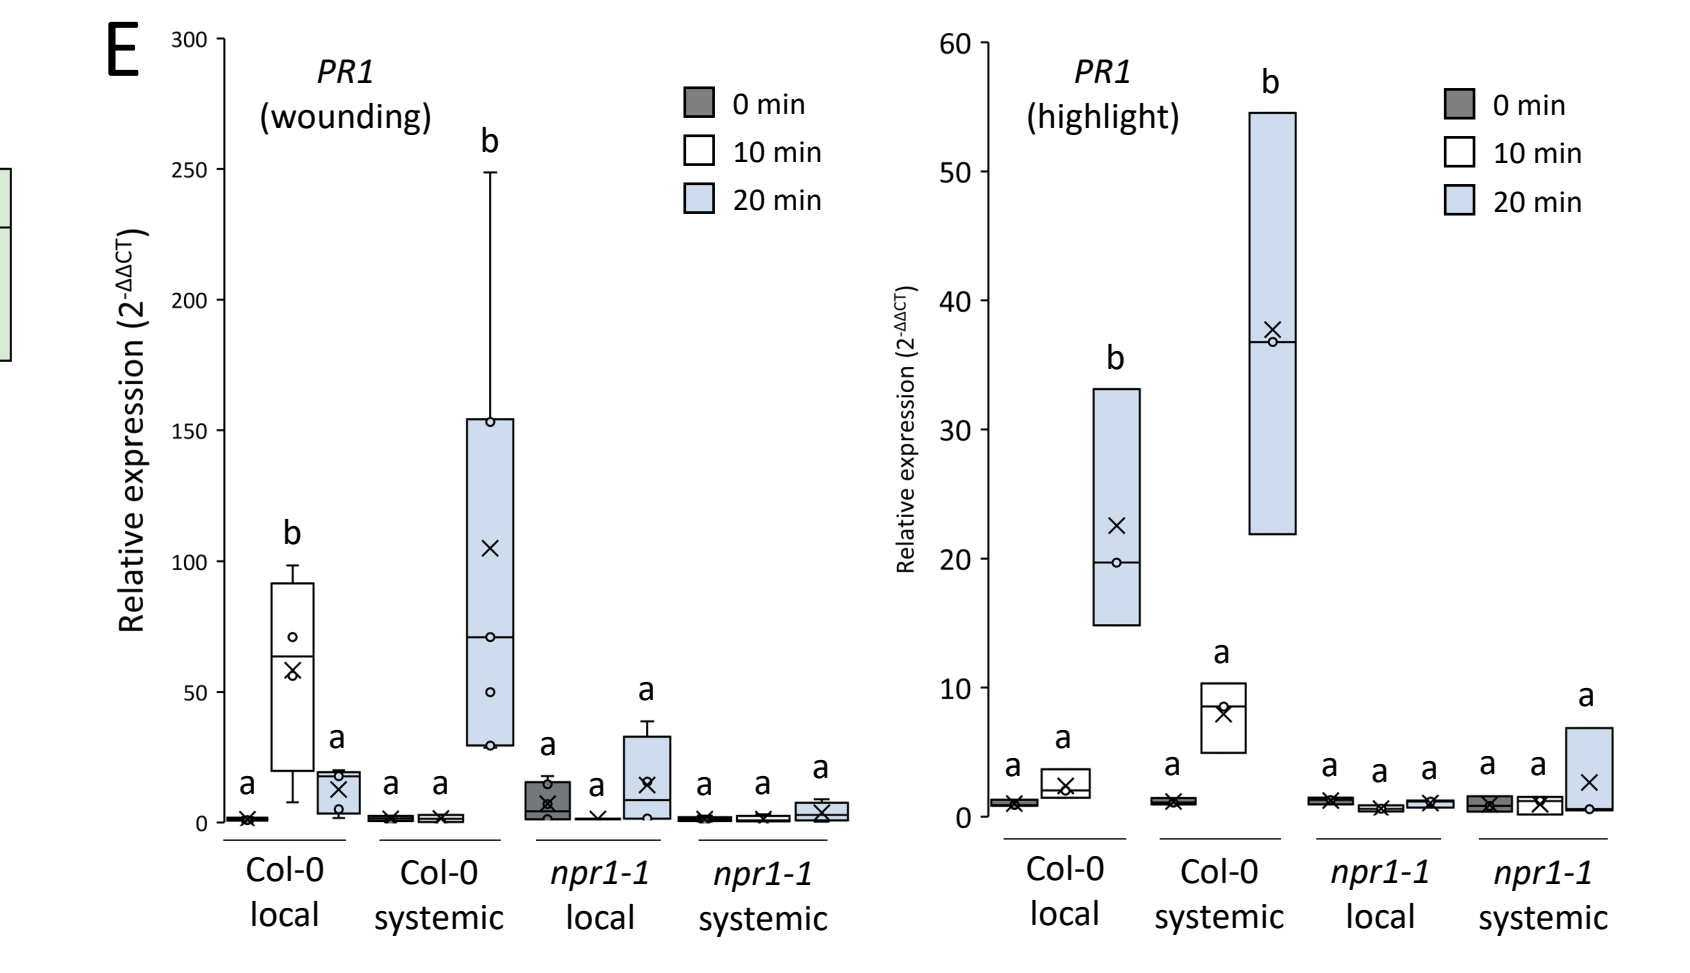 E
PR1
(wounding)
0 min
10 min
20 min
Relative expression (2-ΔΔCT)
300
250
200
150
100
50
0
a
b
a
a
a
b
a
a
a
a
a
a
Col-0
local
Col-0
systemic
npr1-1
local
npr1-1
systemic
PR1
(highlight)
0 min
10 min
20 min
Relative expression (2-ΔΔCT)
60
50
40
30
20
10
0
a
a
b
a
a
b
a
a
a
a
a
a
Col-0
local
Col-0
systemic
npr1-1
local
npr1-1
systemic